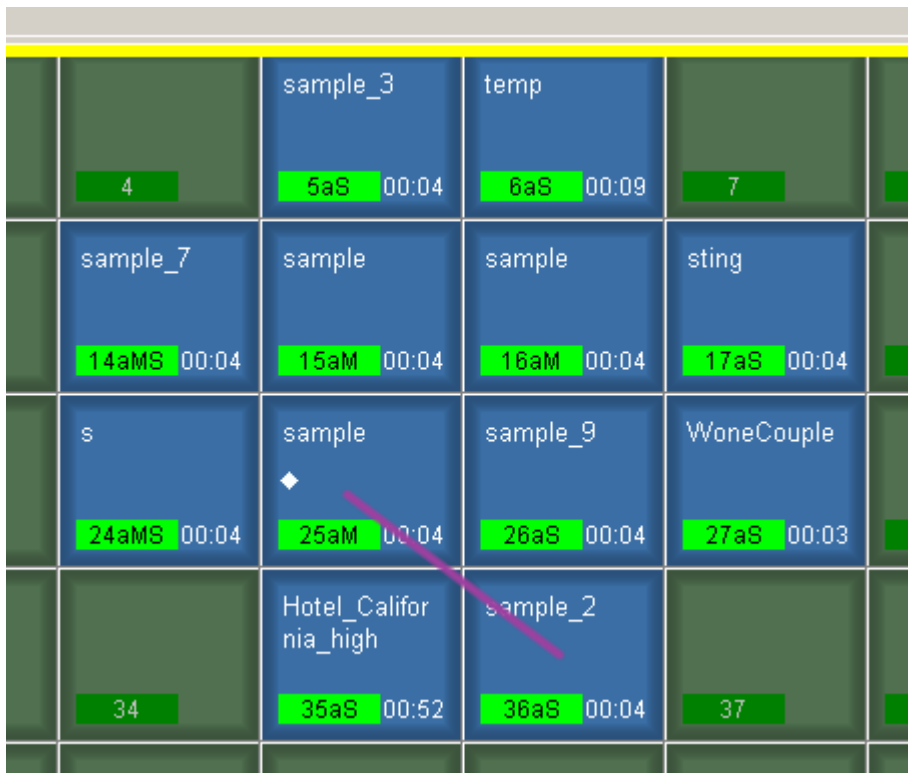 sample_3 temp
4 5aS 00:04 6aS 00:09 7
sample_7 sample sample sting
14aMS 00:04 15aM 00:04 16aM 00:04 17aS 00:04
s sample sample_9 WoneCouple
24aMS 00:04 25aM 00:04 26aS 00:04 27aS 00:03
Hotel_Califor sample_2
nia_high
34 35aS 00:52 36aS 00:04 37